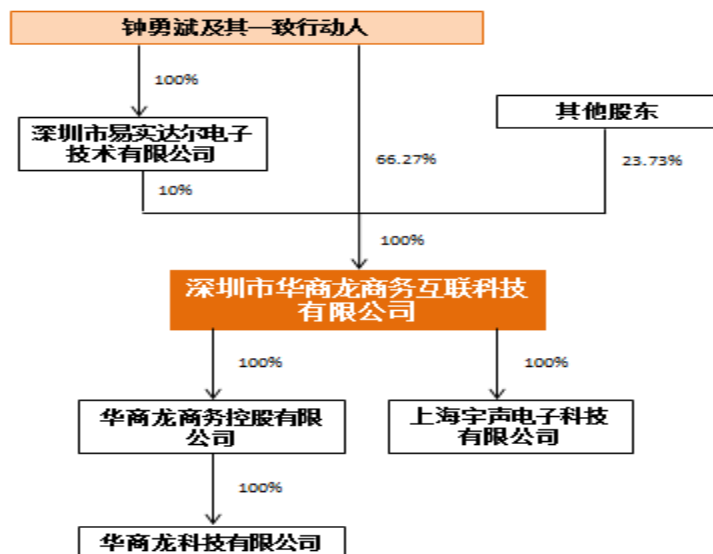 钟勇斌及其一致行动人
100%
其他股东
深圳市易实达尔电子
技术有限公司
66.27%
23.73%
10%
100%
深圳市华商龙商务互联科技
有限公司
100%
100%
华商龙商务控股有限
公司
上海宇声电子科技
有限公司
100%
华商龙科技有限公司